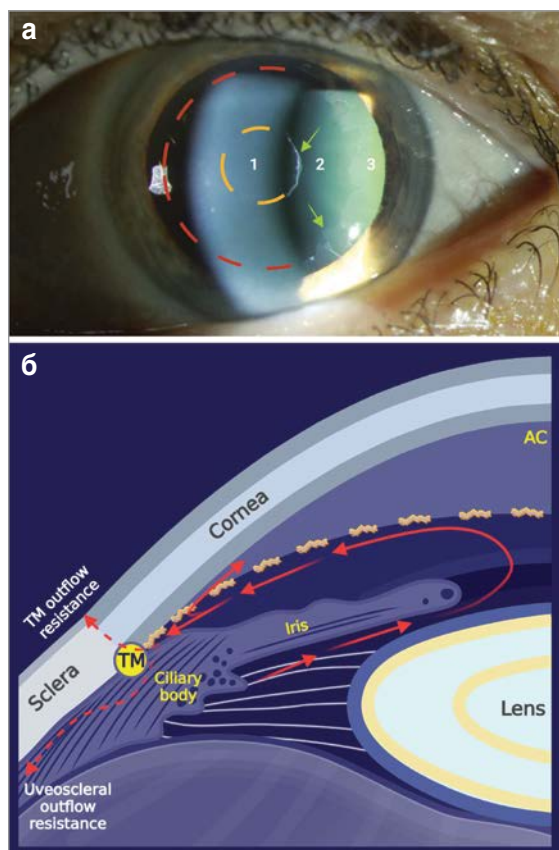 а
1 2 3
б
AC
Cornea
TM outflow
resistance
TM
Iris
Ciliary
body
Sclera
Lens
Uveoscleral
outflow
resistance